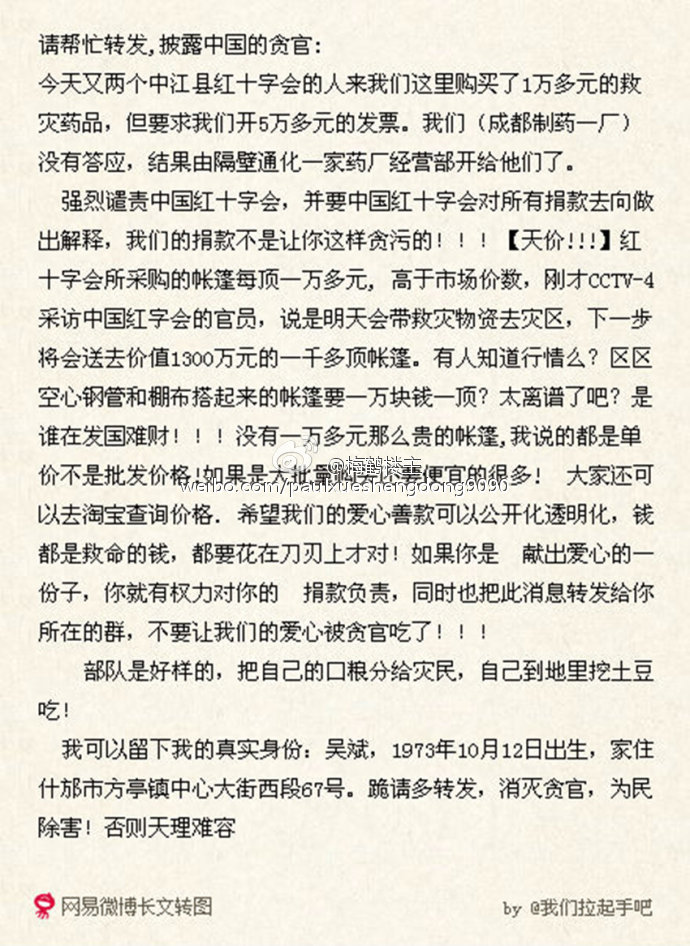 请帮忙转发,披露中国的贪官:
今天又两个中江县红十字会的人来我们这里购买了1万多元的救
灾药品，但要求我们开5万多元的发票。我们（成都制药一厂）
没有答应，结果由隔壁通化一家药厂经营部开给他们了。
强烈谴责中国红十字会，并要中国红十字会对所有捐款去向做
出解释，我们的捐款不是让你这样贪污的！！！【天价!!!】红
十字会所采购的帐篷每顶一万多元, 高于市场价数，刚才CCTV-4
采访中国红字会的官员，说是明天会带救灾物资去灾区，下一步
将会送去价值1300万元的一千多顶帐篷。有人知道行情么？区区
空心钢管和棚布搭起来的帐篷要一万块钱一顶？太离谱了吧？是
谁在发国难财！！！没有一万多元那么贵的帐篷,我说的都是单
价不是批发价格!如果是大批量购买还要便宜的很多! 大家还可
@梅鹤楼主
weibo.com/paulxueshengdong9090
以去淘宝查询价格. 希望我们的爱心善款可以公开化透明化，钱
都是救命的钱，都要花在刀刃上才对！如果你是 献出爱心的一
份子，你就有权力对你的 捐款负责，同时也把此消息转发给你
所在的群，不要让我们的爱心被贪官吃了！！！
部队是好样的，把自己的口粮分给灾民，自己到地里挖土豆
吃！
我可以留下我的真实身份：吴斌，1973年10月12日出生，家住
什邡市方亭镇中心大街西段67号。跪请多转发，消灭贪官，为民
除害！否则天理难容
网易微博长文转图
by @我们拉起手吧